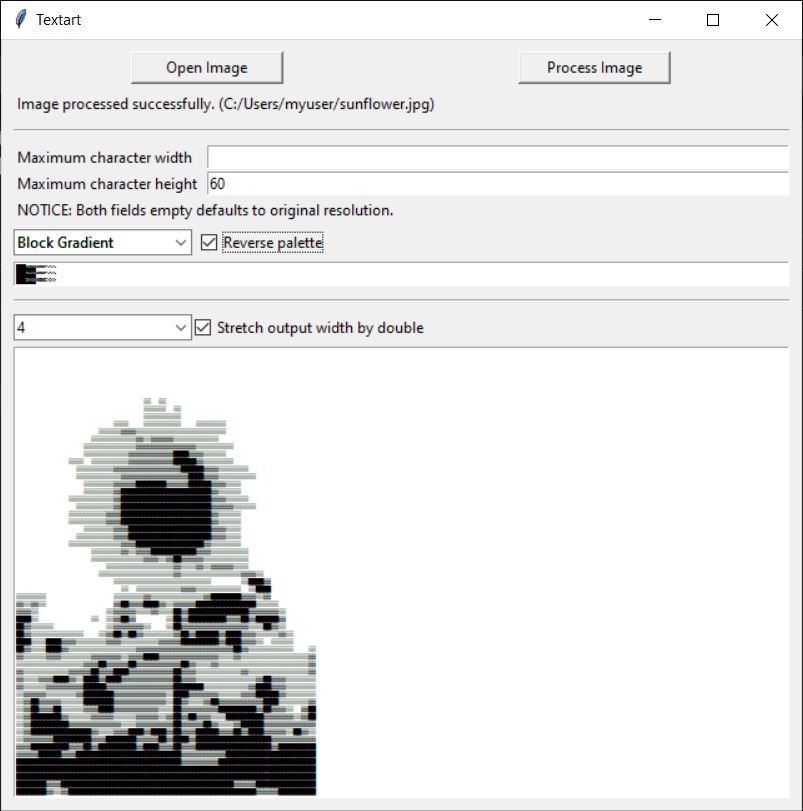 Textart
Open Image Process Image
Image processed successfully. (C:/Users/myuser/sunflower.jpg)
Maximum character width
Maximum character height 60
NOTICE: Both fields empty defaults to original resolution.
Block Gradient Reverse palette
4 Stretch output width by double